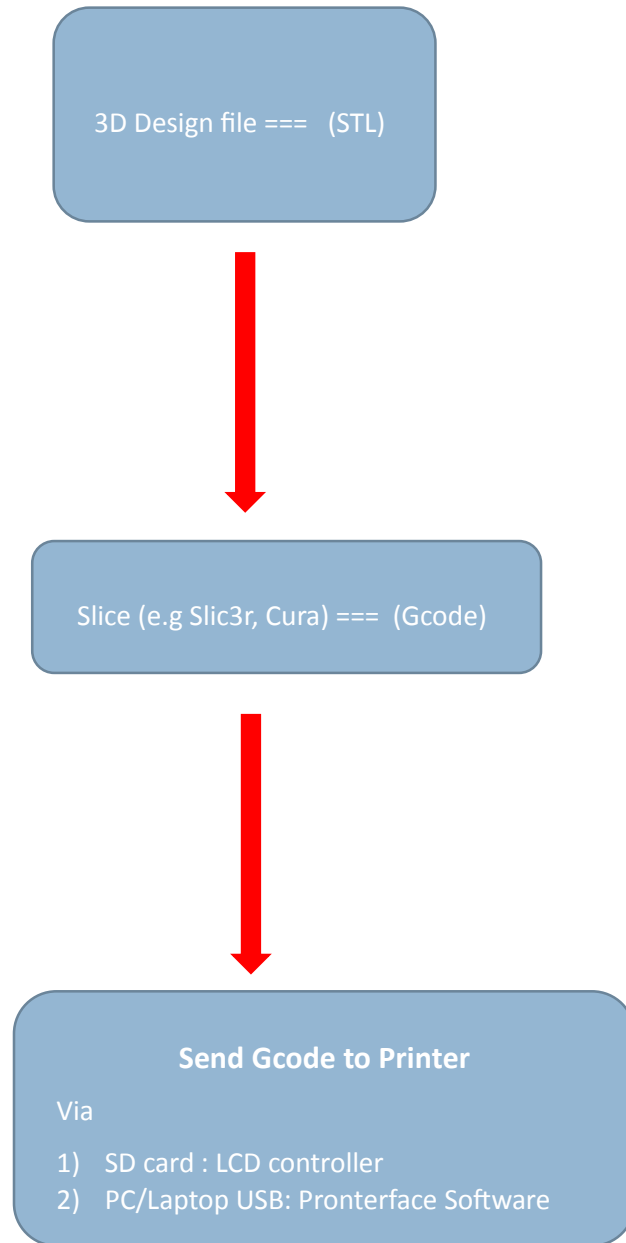 3D Design file ===   (STL)
Slice (e.g Slic3r, Cura) ===  (Gcode)
Send Gcode to Printer
Via
1) SD card : LCD controller
2) PC/Laptop USB: Pronterface Software